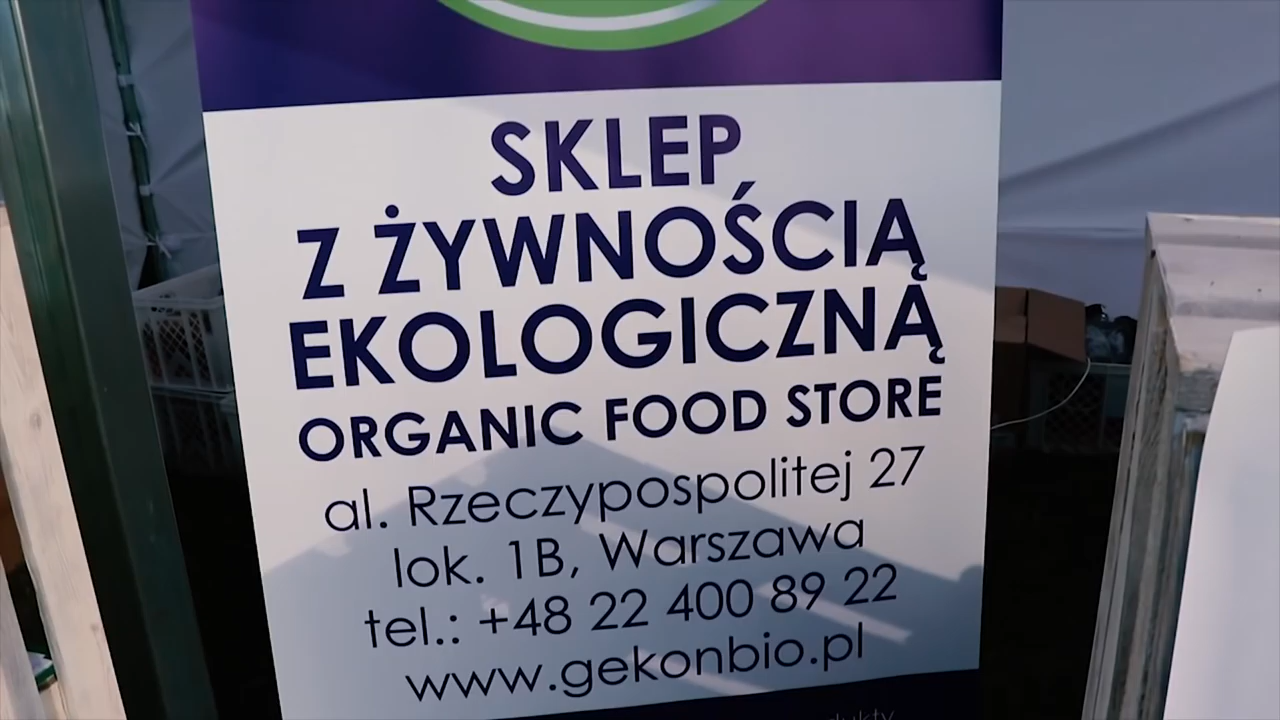 SKLEP
Z ŻYWNOŚCIĄ
EKOLOGICZNĄ
ORGANIC FOOD STORE
al. Rzeczypospolitej 27
lok. 1B, Warszawa
tel.: +48 22 400 89 22
www.gekonbio.pl